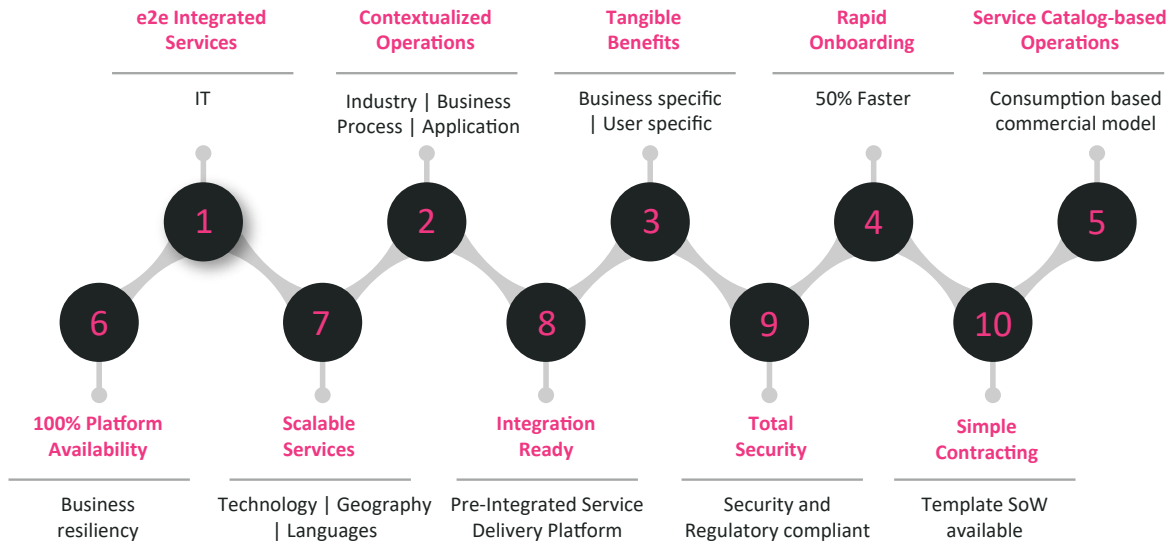 e2e Integrated
Services
IT
1
Contextualized
Operations
Industry | Business
Process | Application
2
Tangible
Benefits
Business specific
| User specific
3
Rapid
Onboarding
50% Faster
4
Service Catalog-based
Operations
Consumption based
commercial model
5
6
100% Platform
Availability
Business
resiliency
7
Scalable
Services
Technology | Geography
| Languages
8
Integration
Ready
Pre-Integrated Service
Delivery Platform
9
Total
Security
Security and
Regulatory compliant
10
Simple
Contracting
Template SoW
available